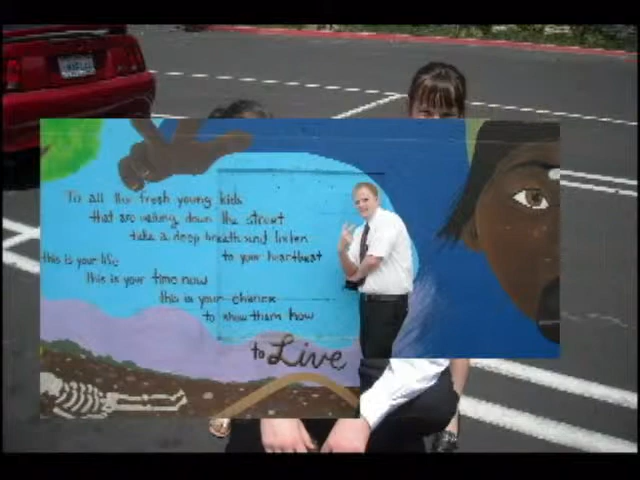 To all the fresh young kids
that are walking down the street
take a deep breath and listen
to your heartbeat
this is your life
this is your time now
this is your chance
to show them how
to Live